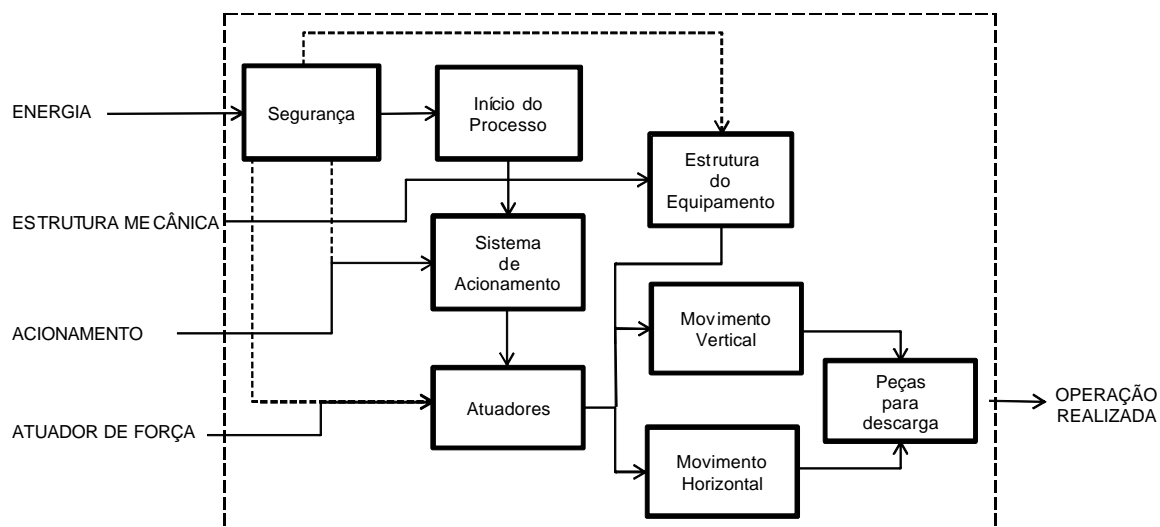 ENERGIA
Segurança
Início do
Processo
Estrutura
do
Equipamento
ESTRUTURA MECÂNICA
Sistema
de
Acionamento
ACIONAMENTO
Movimento
Vertical
Peças
para
descarga
OPERAÇÃO
REALIZADA
Atuadores
ATUADOR DE FORÇA
Movimento
Horizontal